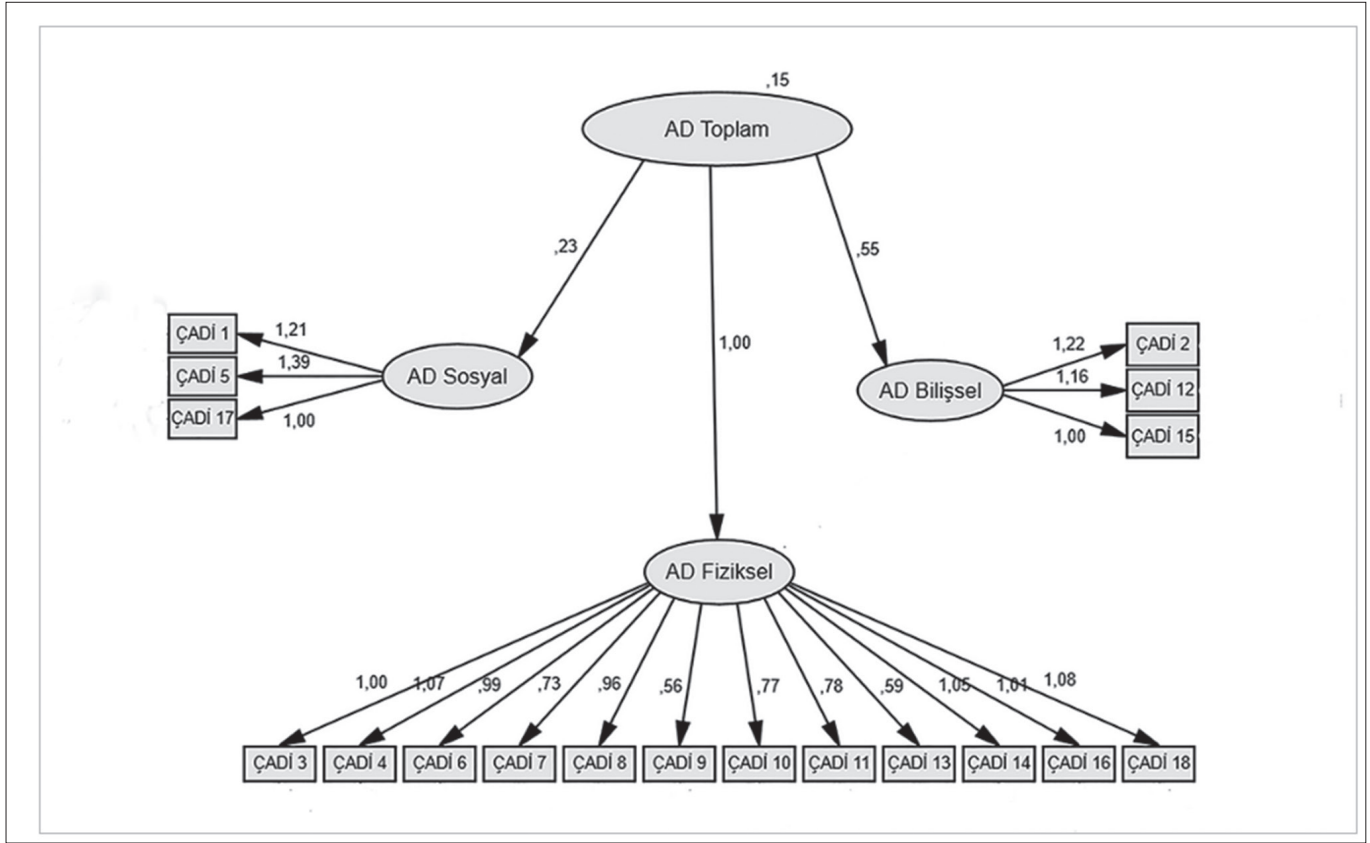 ,15
AD Toplam
,23
,55
1,00
ÇADİ 1
1,21
ÇADİ 5
1,39
ÇADİ 17
1,00
AD Sosyal
AD Bilişsel
1,22
ÇADİ 2
1,16
ÇADİ 12
1,00
ÇADİ 15
AD Fiziksel
1,00 1,07 ,99 ,73 ,96 ,56 ,77 ,78 ,59 1,05 1,01 1,08
ÇADİ 3 ÇADİ 4 ÇADİ 6 ÇADİ 7 ÇADİ 8 ÇADİ 9 ÇADİ 10 ÇADİ 11 ÇADİ 13 ÇADİ 14 ÇADİ 16 ÇADİ 18